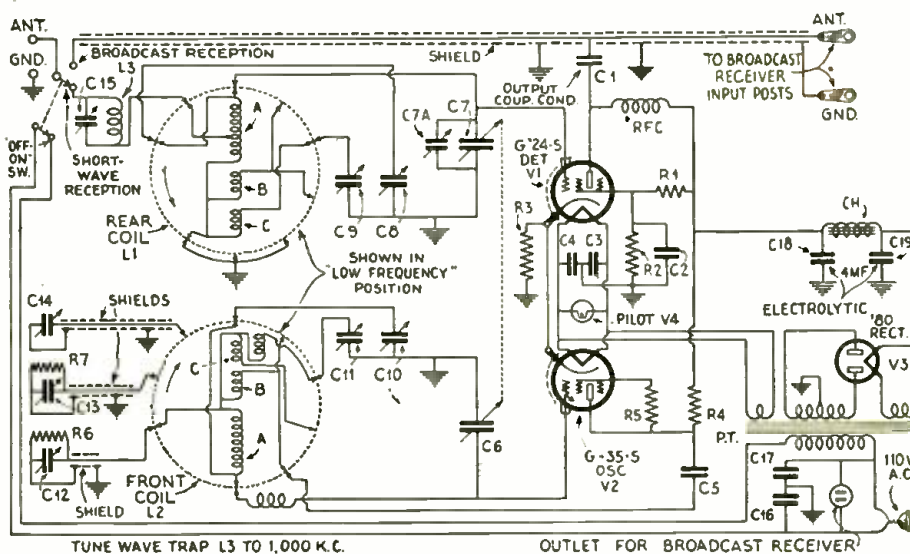 ANT.
GND.
BROADCAST RECEPTION
L3
C15
"OFF-
ON"
SW.
SHORT-
WAVE
RECEPTION
REAR
COIL
L1
A
B
C
SHOWN IN
"LOW FREQUENCY"
POSITION
C9
C8
C7A
C7
SHIELD
OUTPUT
COUP. COND.
C1
RFC
ANT.
TO BROADCAST
RECEIVER
INPUT POSTS
GND.
G-'24-S
DET
V1
R3
C4
C3
R1
R2
C2
PILOT V4
CH
C18
C19
4MF
ELECTROLYTIC
'80
RECT.
V3
C14
SHIELDS
R7
C13
R6
C12
SHIELD
FRONT
COIL
L2
C
B
A
C11
C10
C6
G-35-S
OSC
V2
R5
R4
C5
P.T.
C17
C16
110V
A.C.
TUNE WAVE TRAP L3 TO 1,000 K.C.
OUTLET FOR BROADCAST RECEIVER